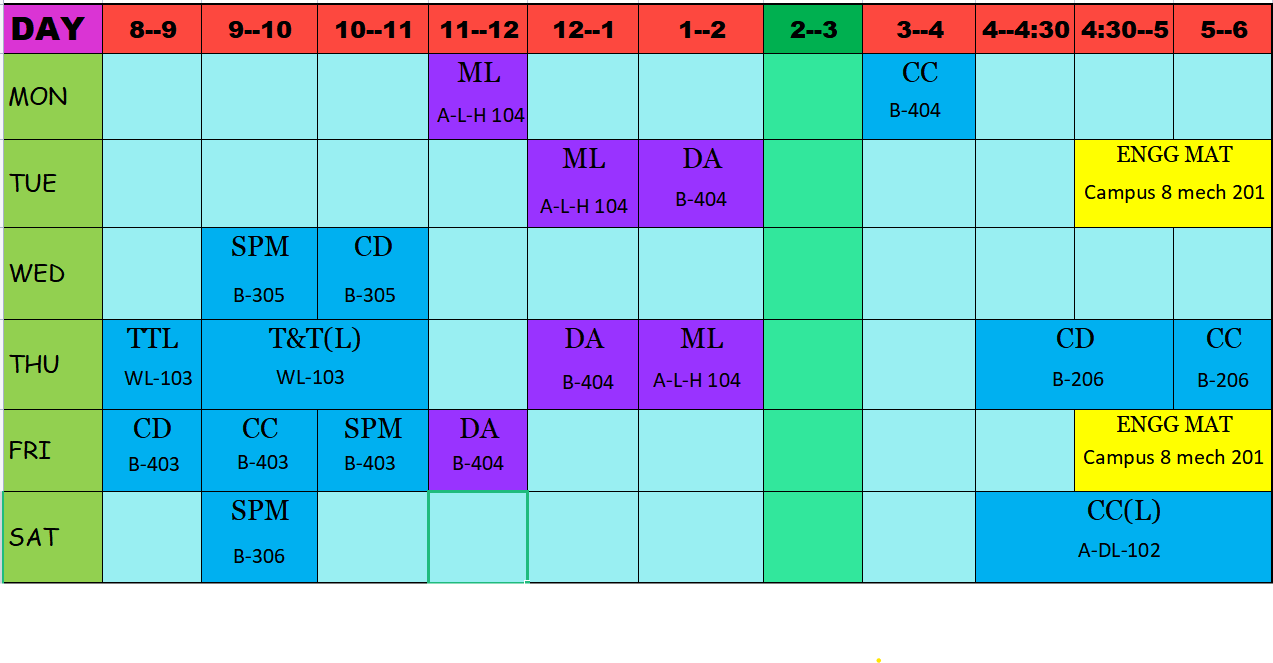 DAY 8--9 9--10 10--11 11--12 12--1 1--2 2--3 3--4 4--4:30 4:30--5 5--6
MON ML CC
A-L-H 104 B-404
TUE ML DA ENGG MAT
A-L-H 104 B-404 Campus 8 mech 201
WED SPM CD
B-305 B-305
THU TTL T&T(L) DA ML CD CC
WL-103 WL-103 B-404 A-L-H 104 B-206 B-206
FRI CD CC SPM DA ENGG MAT
B-403 B-403 B-403 B-404 Campus 8 mech 201
SAT SPM CC(L)
B-306 A-DL-102